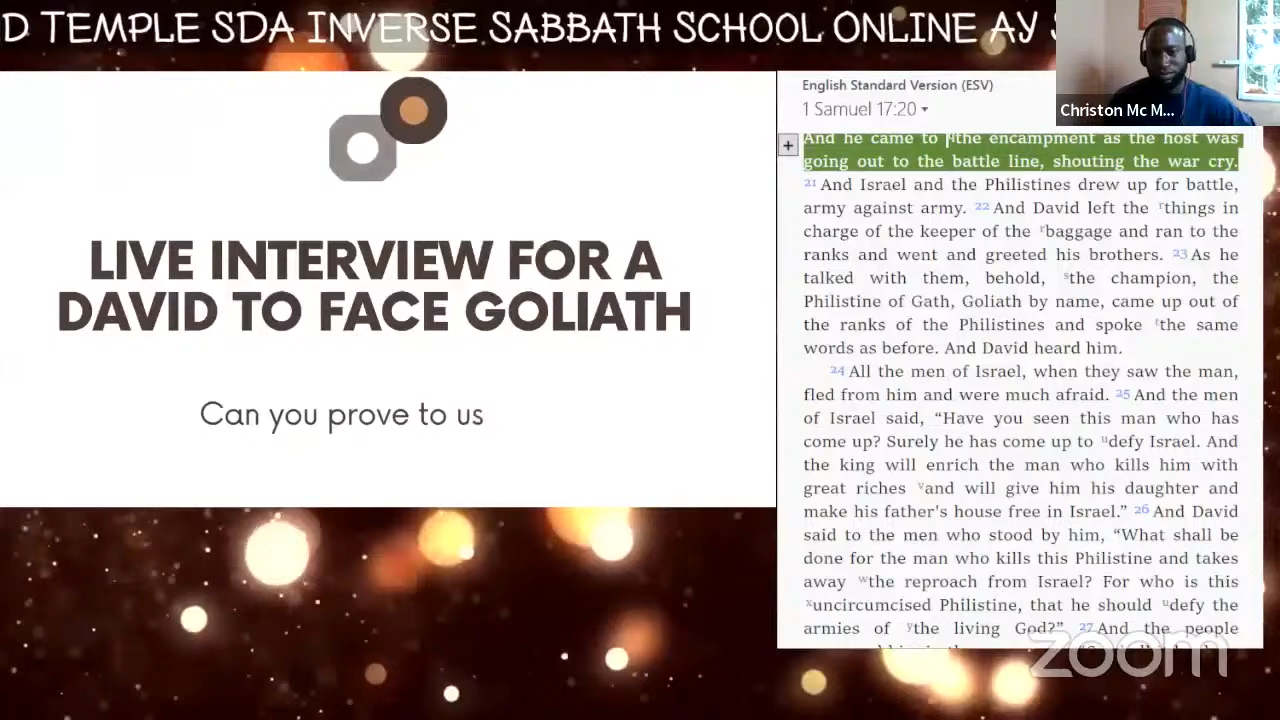 D TEMPLE SDA INVERSE SABBATH SCHOOL ONLINE AY
LIVE INTERVIEW FOR A
DAVID TO FACE GOLIATH
Can you prove to us
English Standard Version (ESV)
1 Samuel 17:20
And he came to qthe encampment as the host was
going out to the battle line, shouting the war cry.
21 And Israel and the Philistines drew up for battle,
army against army. 22 And David left the rthings in
charge of the keeper of the rbaggage and ran to the
ranks and went and greeted his brothers. 23 As he
talked with them, behold, sthe champion, the
Philistine of Gath, Goliath by name, came up out of
the ranks of the Philistines and spoke tthe same
words as before. And David heard him.
24 All the men of Israel, when they saw the man,
fled from him and were much afraid. 25 And the men
of Israel said, “Have you seen this man who has
come up? Surely he has come up to udefy Israel. And
the king will enrich the man who kills him with
great riches vand will give him his daughter and
make his father's house free in Israel.” 26 And David
said to the men who stood by him, “What shall be
done for the man who kills this Philistine and takes
away wthe reproach from Israel? For who is this
xuncircumcised Philistine, that he should udefy the
armies of ythe living God?” 27 And the people
Christon Mc M...
zoom